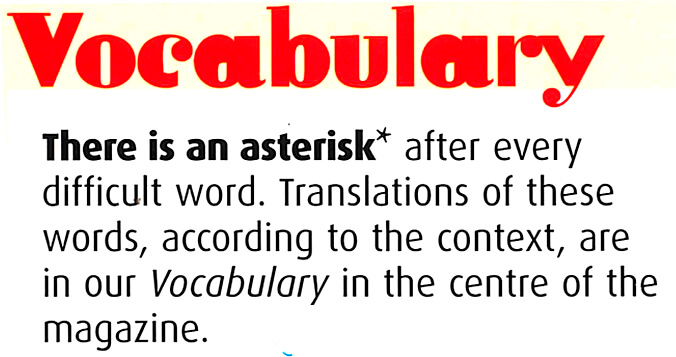 Vocabulary
There is an asterisk* after every
difficult word. Translations of these
words, according to the context, are
in our Vocabulary in the centre of the
magazine.